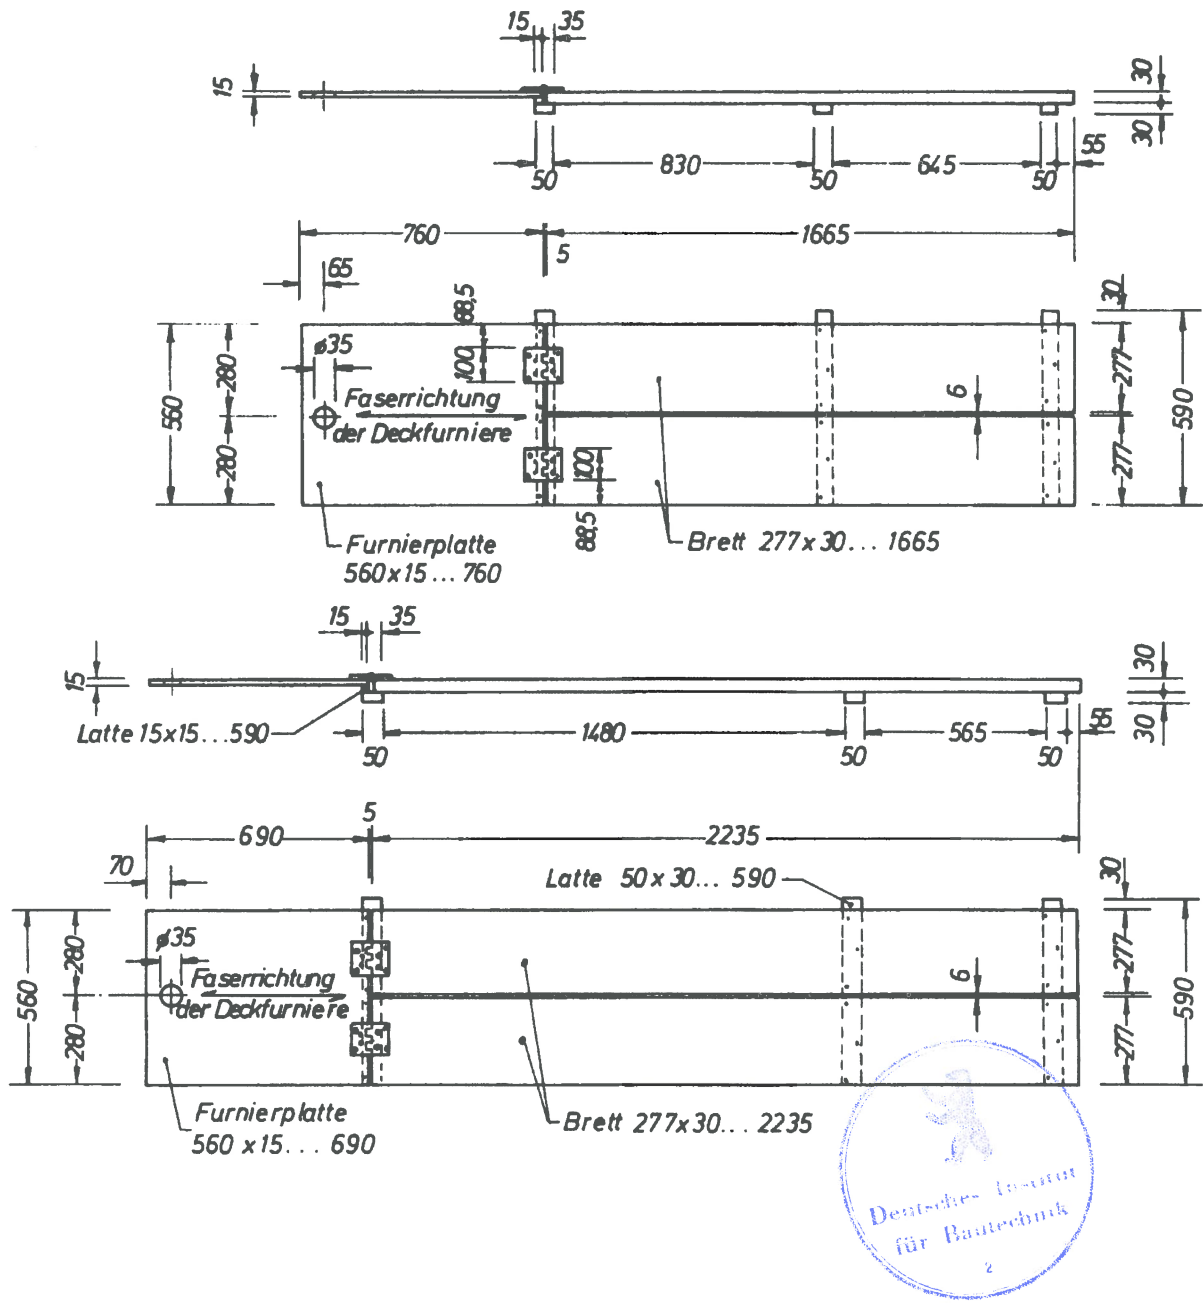 15 35
15
30
30
830 645 55
50 50 50
760 1665
5
65
88,5
30
ø35
100
280
277
560
Faserrichtung
der Deckfurniere
6
590
280
100
277
88,5
Furnierplatte
560x15...760
Brett 277x30...1665
15 35
15
30
30
Latte 15x15...590
1480 565 55
50 50 50
5
690 2235
70
Latte 50x30...590
30
ø35
280
277
560
Faserrichtung
der Deckfurniere
6
590
280
277
Furnierplatte
560x15...690
Brett 277x30...2235
Deutsches Institut
für Bautechnik
2